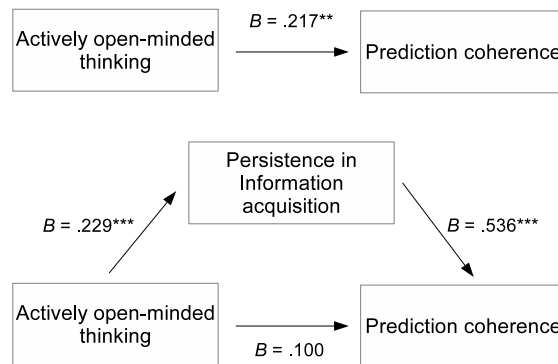 B = .217**
Actively open-minded
thinking
Prediction coherence
Persistence in
Information
acquisition
B = .229***
B = .536***
Actively open-minded
thinking
Prediction coherence
B = .100